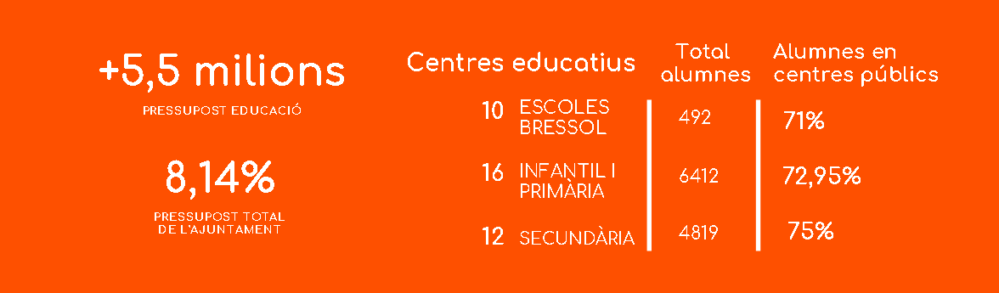 +5,5 milions
PRESSUPOST EDUCACIÓ
8,14%
PRESSUPOST TOTAL
DE L'AJUNTAMENT
Centres educatius
Total
alumnes
Alumnes en
centres públics
10 ESCOLES
BRESSOL
492
71%
16 INFANTIL I
PRIMÀRIA
6412
72,95%
12 SECUNDÀRIA
4819
75%